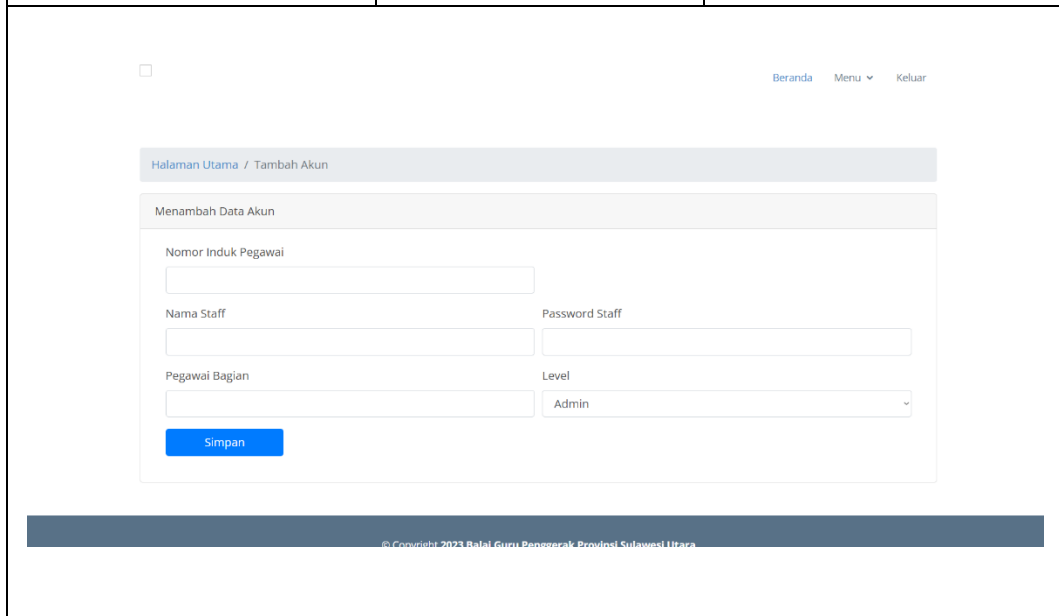 Beranda Menu Keluar
Halaman Utama / Tambah Akun
Menambah Data Akun
Nomor Induk Pegawai
Nama Staff Password Staff
Pegawai Bagian Level
Admin
Simpan
© Copyright 2023 Balai Guru Penggerak Provinsi Sulawesi Utara